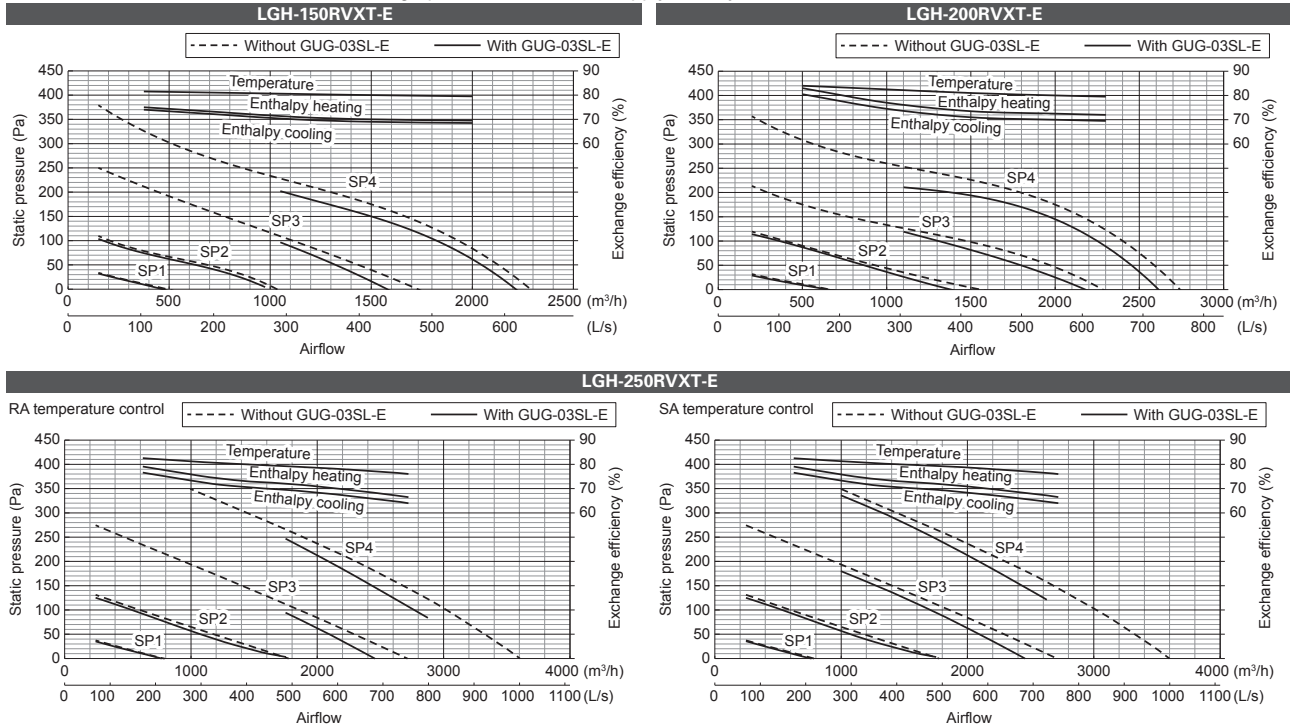 LGH-150RVXT-E
Without GUG-03SL-E With GUG-03SL-E
Static pressure (Pa)
450
400
350
300
250
200
150
100
50
0
Temperature
Enthalpy heating
Enthalpy cooling
SP4
SP3
SP2
SP1
90
80
70
60
Exchange efficiency (%)
0 500 1000 1500 2000 2500 (m³/h)
0 100 200 300 400 500 600 (L/s)
Airflow
LGH-200RVXT-E
Without GUG-03SL-E With GUG-03SL-E
Static pressure (Pa)
450
400
350
300
250
200
150
100
50
0
Temperature
Enthalpy heating
Enthalpy cooling
SP4
SP3
SP2
SP1
90
80
70
60
Exchange efficiency (%)
0 500 1000 1500 2000 2500 3000 (m³/h)
0 100 200 300 400 500 600 700 800 (L/s)
Airflow
LGH-250RVXT-E
RA temperature control
Without GUG-03SL-E With GUG-03SL-E
Static pressure (Pa)
450
400
350
300
250
200
150
100
50
0
Temperature
Enthalpy heating
Enthalpy cooling
SP4
SP3
SP2
SP1
90
80
70
60
Exchange efficiency (%)
0 1000 2000 3000 4000 (m³/h)
0 100 200 300 400 500 600 700 800 900 1000 1100 (L/s)
Airflow
SA temperature control
Without GUG-03SL-E With GUG-03SL-E
Static pressure (Pa)
450
400
350
300
250
200
150
100
50
0
Temperature
Enthalpy heating
Enthalpy cooling
SP4
SP3
SP2
SP1
90
80
70
60
Exchange efficiency (%)
0 1000 2000 3000 4000 (m³/h)
0 100 200 300 400 500 600 700 800 900 1000 1100 (L/s)
Airflow